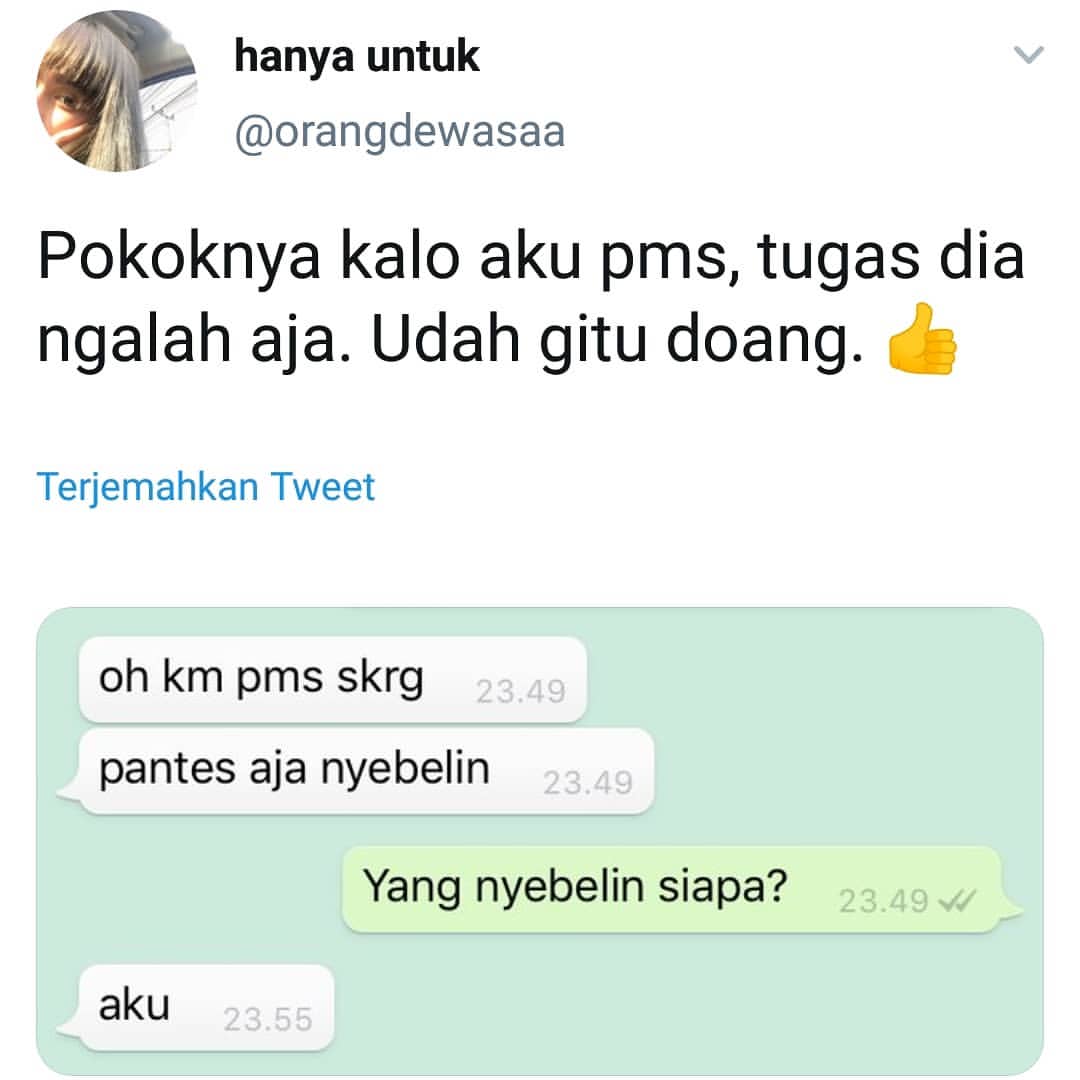 hanya untuk
@orangdewasaa
Pokoknya kalo aku pms, tugas dia
ngalah aja. Udah gitu doang. 👍
Terjemahkan Tweet
oh km pms skrg 23.49
pantes aja nyebelin 23.49
Yang nyebelin siapa? 23.49
aku 23.55